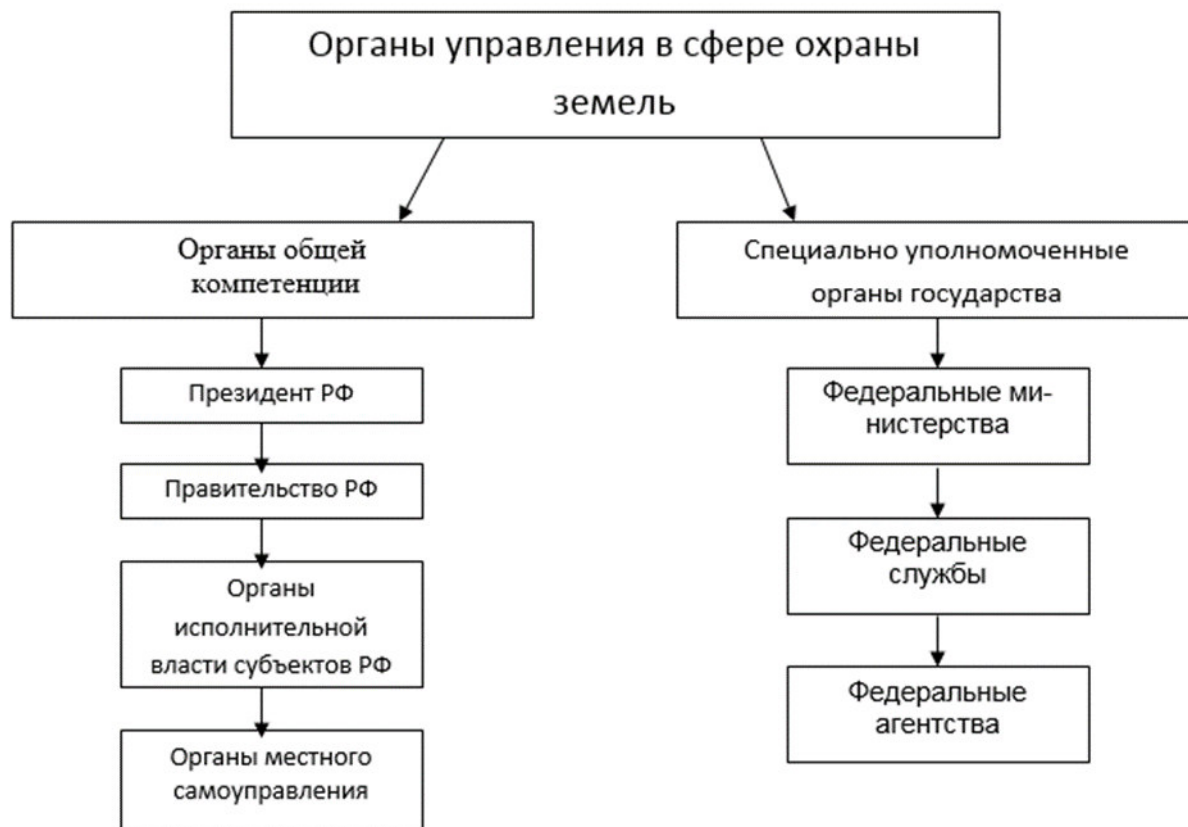 Органы управления в сфере охраны
земель
Органы общей
компетенции
Специально уполномоченные
органы государства
Президент РФ
Федеральные ми-
нистерства
Правительство РФ
Федеральные
службы
Органы
исполнительной
власти субъектов РФ
Федеральные
агентства
Органы местного
самоуправления